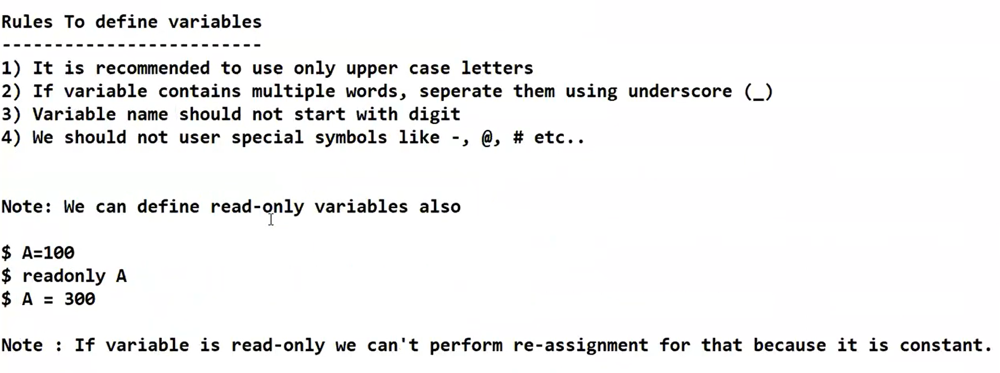 Rules To define variables
-------------------------
1) It is recommended to use only upper case letters
2) If variable contains multiple words, seperate them using underscore (_)
3) Variable name should not start with digit
4) We should not user special symbols like -, @, # etc..
Note: We can define read-only variables also
$ A=100
$ readonly A
$ A = 300
Note : If variable is read-only we can't perform re-assignment for that because it is constant.